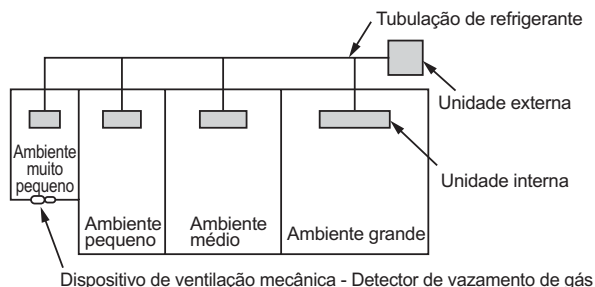 Tubulação de refrigerante
Unidade externa
Unidade interna
Ambiente
muito
pequeno
Ambiente
pequeno
Ambiente
médio
Ambiente grande
Dispositivo de ventilação mecânica - Detector de vazamento de gás